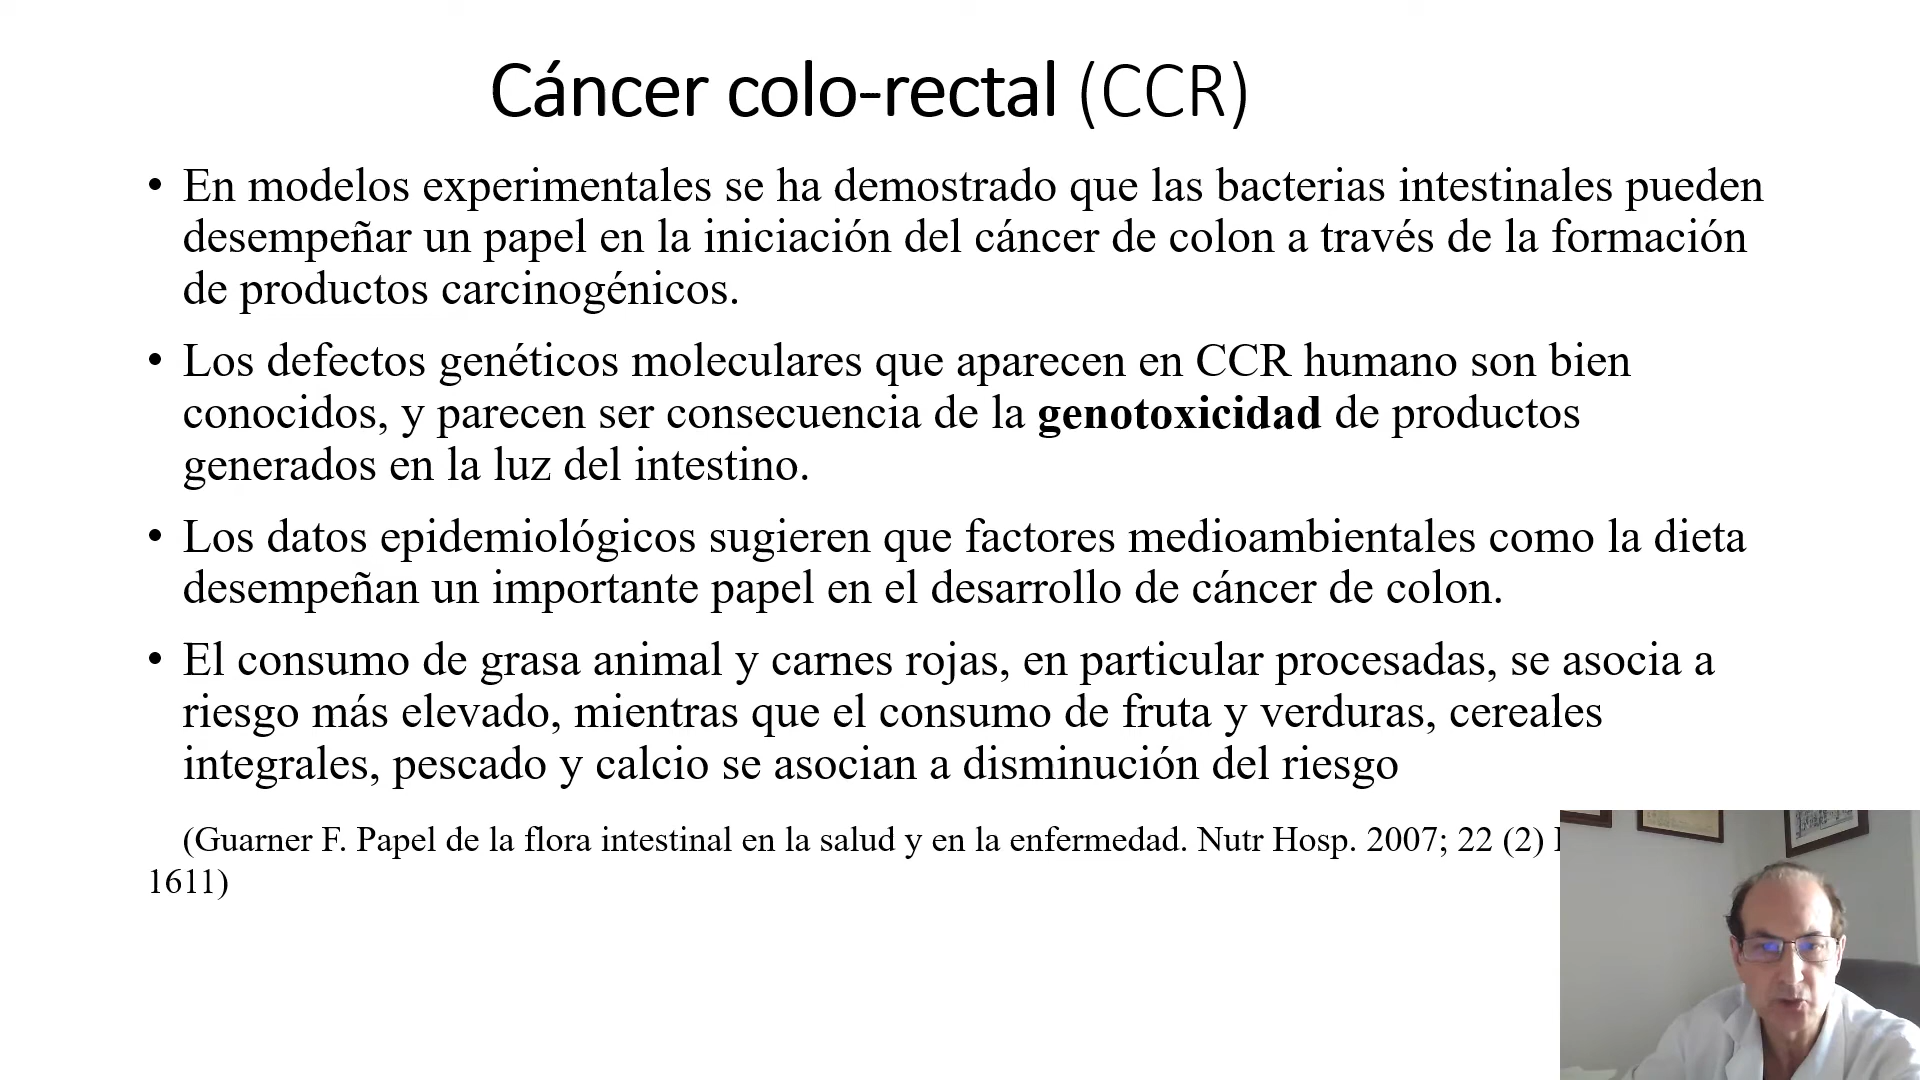 Cáncer colo-rectal (CCR)
• En modelos experimentales se ha demostrado que las bacterias intestinales pueden
desempeñar un papel en la iniciación del cáncer de colon a través de la formación
de productos carcinogénicos.
• Los defectos genéticos moleculares que aparecen en CCR humano son bien
conocidos, y parecen ser consecuencia de la genotoxicidad de productos
generados en la luz del intestino.
• Los datos epidemiológicos sugieren que factores medioambientales como la dieta
desempeñan un importante papel en el desarrollo de cáncer de colon.
• El consumo de grasa animal y carnes rojas, en particular procesadas, se asocia a
riesgo más elevado, mientras que el consumo de fruta y verduras, cereales
integrales, pescado y calcio se asocian a disminución del riesgo
(Guarner F. Papel de la flora intestinal en la salud y en la enfermedad. Nutr Hosp. 2007; 22 (2)
1611)